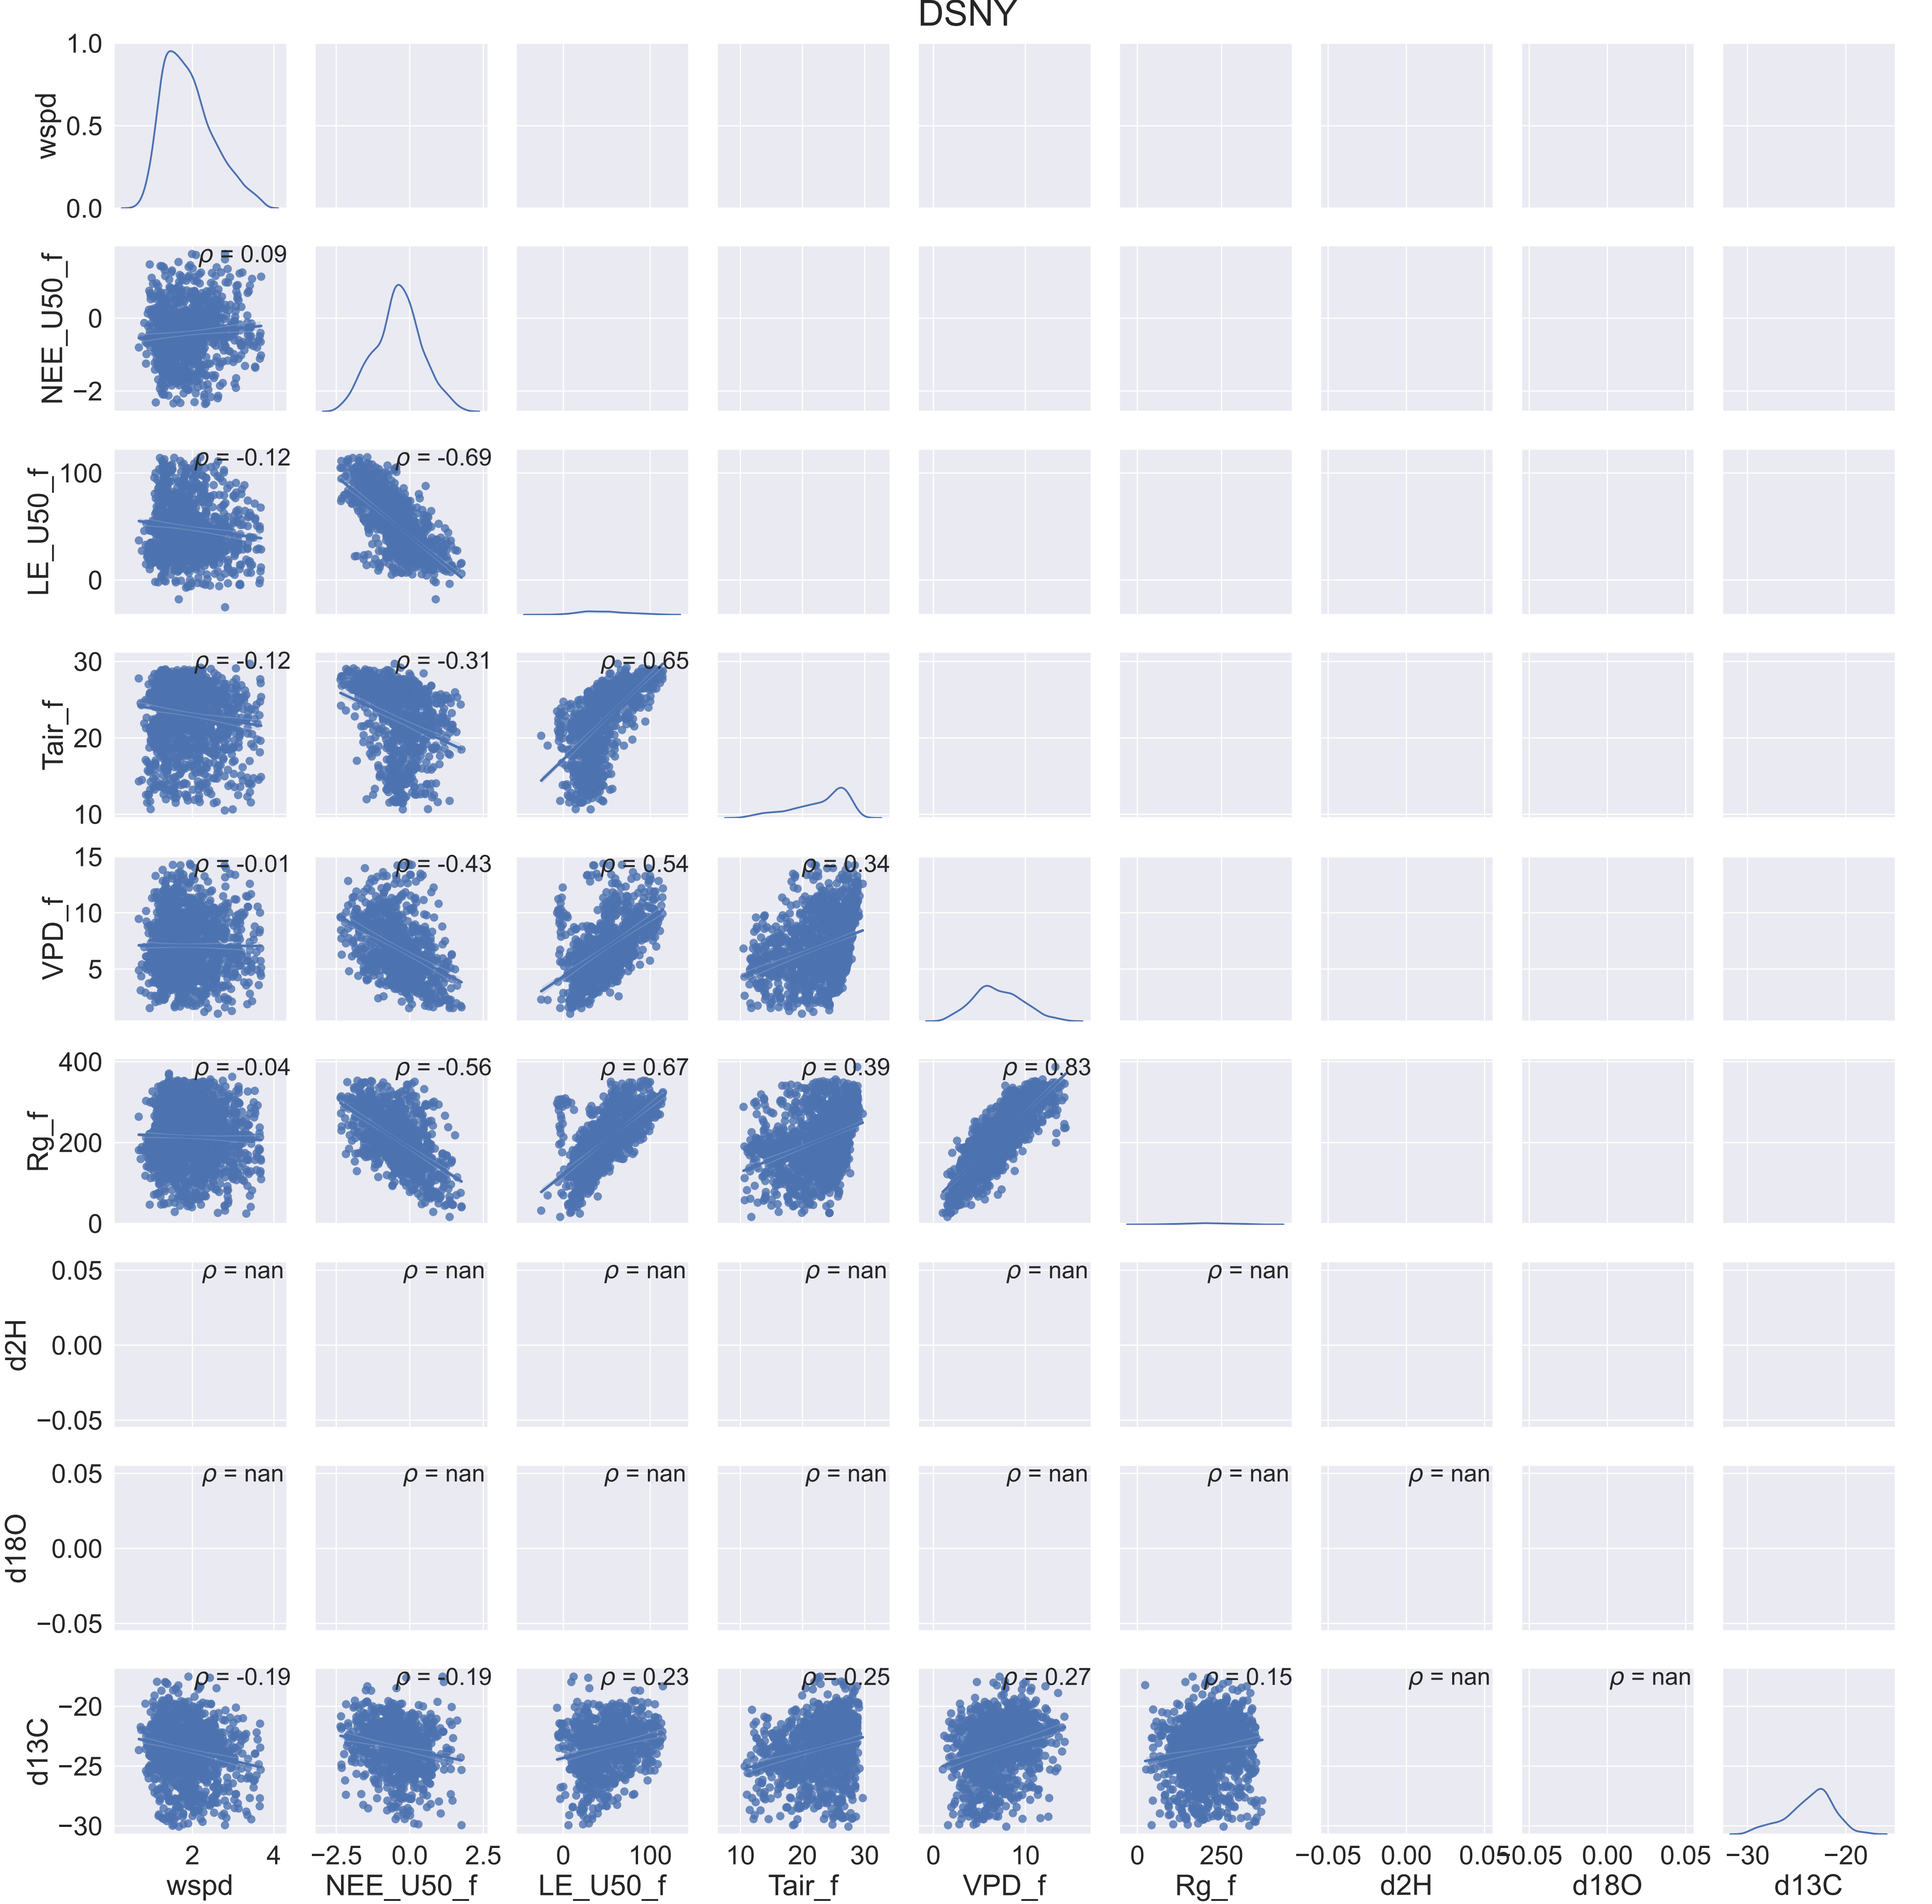 DSNY
1.0
wspd
0.5
0.0
ρ = 0.09
NEE_U50_f
0
−2
ρ = -0.12 ρ = -0.69
LE_U50_f
100
0
ρ = -0.12 ρ = -0.31 ρ = 0.65
Tair_f
30
20
10
ρ = -0.01 ρ = -0.43 ρ = 0.54 ρ = 0.34
VPD_f
15
10
5
ρ = -0.04 ρ = -0.56 ρ = 0.67 ρ = 0.39 ρ = 0.83
Rg_f
400
200
0
ρ = nan ρ = nan ρ = nan ρ = nan ρ = nan ρ = nan
d2H
0.05
0.00
−0.05
ρ = nan ρ = nan ρ = nan ρ = nan ρ = nan ρ = nan ρ = nan
d18O
0.05
0.00
−0.05
ρ = -0.19 ρ = -0.19 ρ = 0.23 ρ = 0.25 ρ = 0.27 ρ = 0.15 ρ = nan ρ = nan
d13C
−20
−25
−30
2 4 −2.5 0.0 2.5 0 100 10 20 30 0 10 0 250 −0.05 0.00 0.05 −0.05 0.00 0.05 −30 −20
wspd NEE_U50_f LE_U50_f Tair_f VPD_f Rg_f d2H d18O d13C